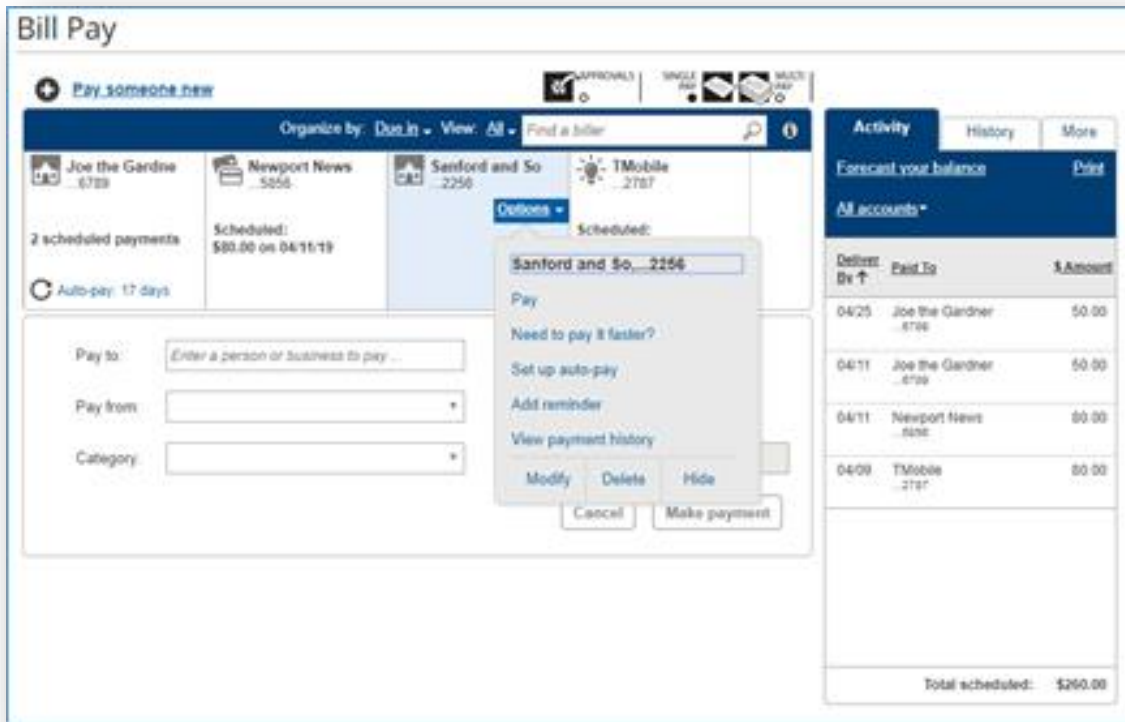 Bill Pay
Pay someone new
APPROVALS
SINGLE PAY
MULTI PAY
Organize by: Due in View: All Find a biller
Joe the Gardne
...6789
2 scheduled payments
Auto-pay: 17 days
Newport News
...5856
Scheduled:
$80.00 on 04/11/19
Sanford and So
...2256
Options
TMobile
...2787
Scheduled:
Sanford and So,...2256
Pay
Need to pay it faster?
Set up auto-pay
Add reminder
View payment history
Modify Delete Hide
Pay to: Enter a person or business to pay ...
Pay from
Category
Cancel Make payment
Activity History More
Forecast your balance Print
All accounts
Deliver By Paid To $ Amount
04/25 Joe the Gardner 50.00
...6789
04/11 Joe the Gardner 50.00
...6789
04/11 Newport News 80.00
04/09 TMobile 80.00
...2787
Total scheduled: $260.00